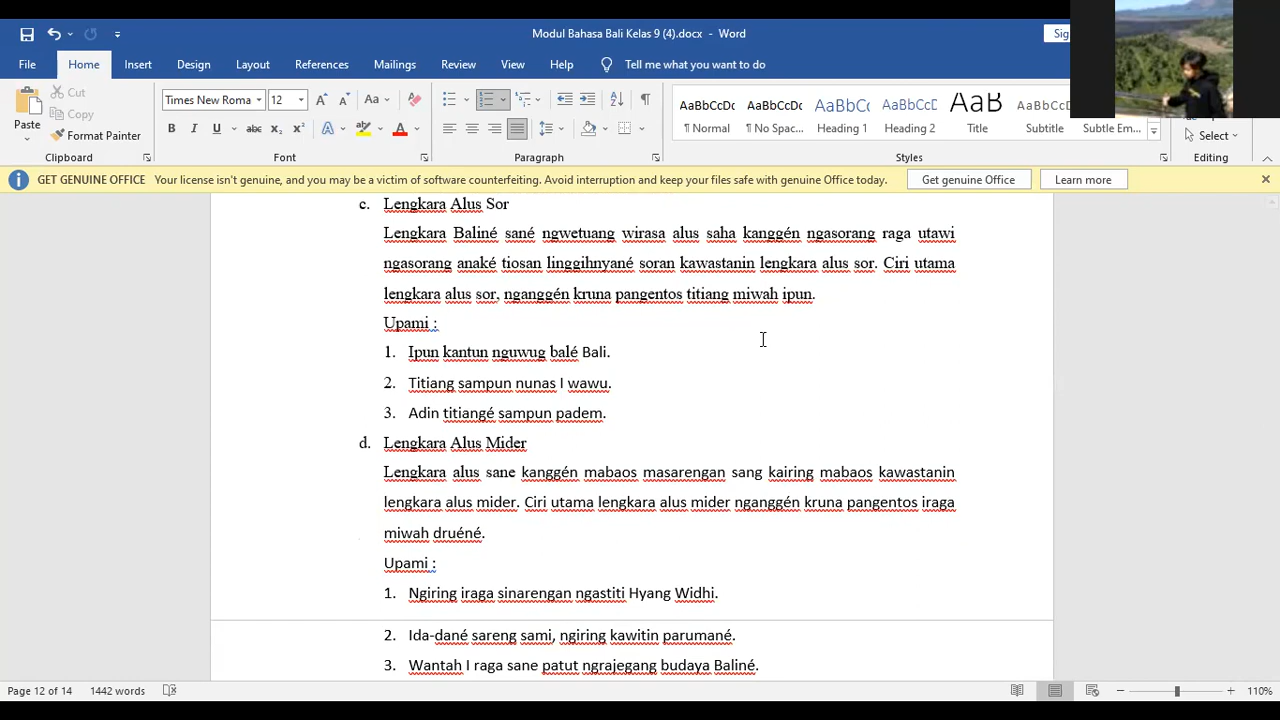 Modul Bahasa Bali Kelas 9 (4).docx - Word
Sig
File Home Insert Design Layout References Mailings Review View Help Tell me what you want to do
Paste
Cut
Copy
Format Painter
Clipboard
Times New Roma 12
Font
Paragraph
AaBbCcDc AaBbCcDc AaBbCcC AaBbCcD AaB AaBbCcD
¶ Normal ¶ No Spac... Heading 1 Heading 2 Title Subtitle Subtle Em...
Styles
Select
Editing
GET GENUINE OFFICE Your license isn't genuine, and you may be a victim of software counterfeiting. Avoid interruption and keep your files safe with genuine Office today. Get genuine Office Learn more
c. Lengkara Alus Sor
Lengkara Baliné sané ngwetuang wirasa alus saha kanggén ngasorang raga utawi
ngasorang anaké tiosan linggihnyané soran kawastanin lengkara alus sor. Ciri utama
lengkara alus sor, nganggén kruna pangentos titiang miwah ipun.
Upami :
1. Ipun kantun nguwug balé Bali.
2. Titiang sampun nunas I wawu.
3. Adin titiangé sampun padem.
d. Lengkara Alus Mider
Lengkara alus sane kanggén mabaos masarengan sang kairing mabaos kawastanin
lengkara alus mider. Ciri utama lengkara alus mider nganggén kruna pangentos iraga
miwah druéné.
Upami :
1. Ngiring iraga sinarengan ngastiti Hyang Widhi.
2. Ida-dané sareng sami, ngiring kawitin parumané.
3. Wantah I raga sane patut ngrajegang budaya Baliné.
Page 12 of 14 1442 words 110%